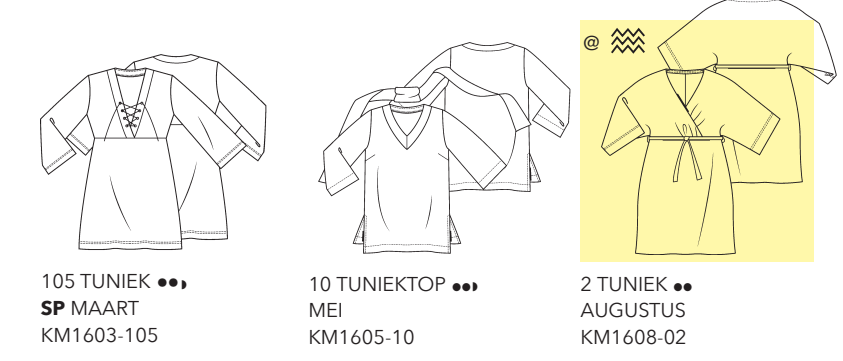 @
105 TUNIEK ●●◗
SP MAART
KM1603-105
10 TUNIEKTOP ●●◗
MEI
KM1605-10
2 TUNIEK ●●
AUGUSTUS
KM1608-02